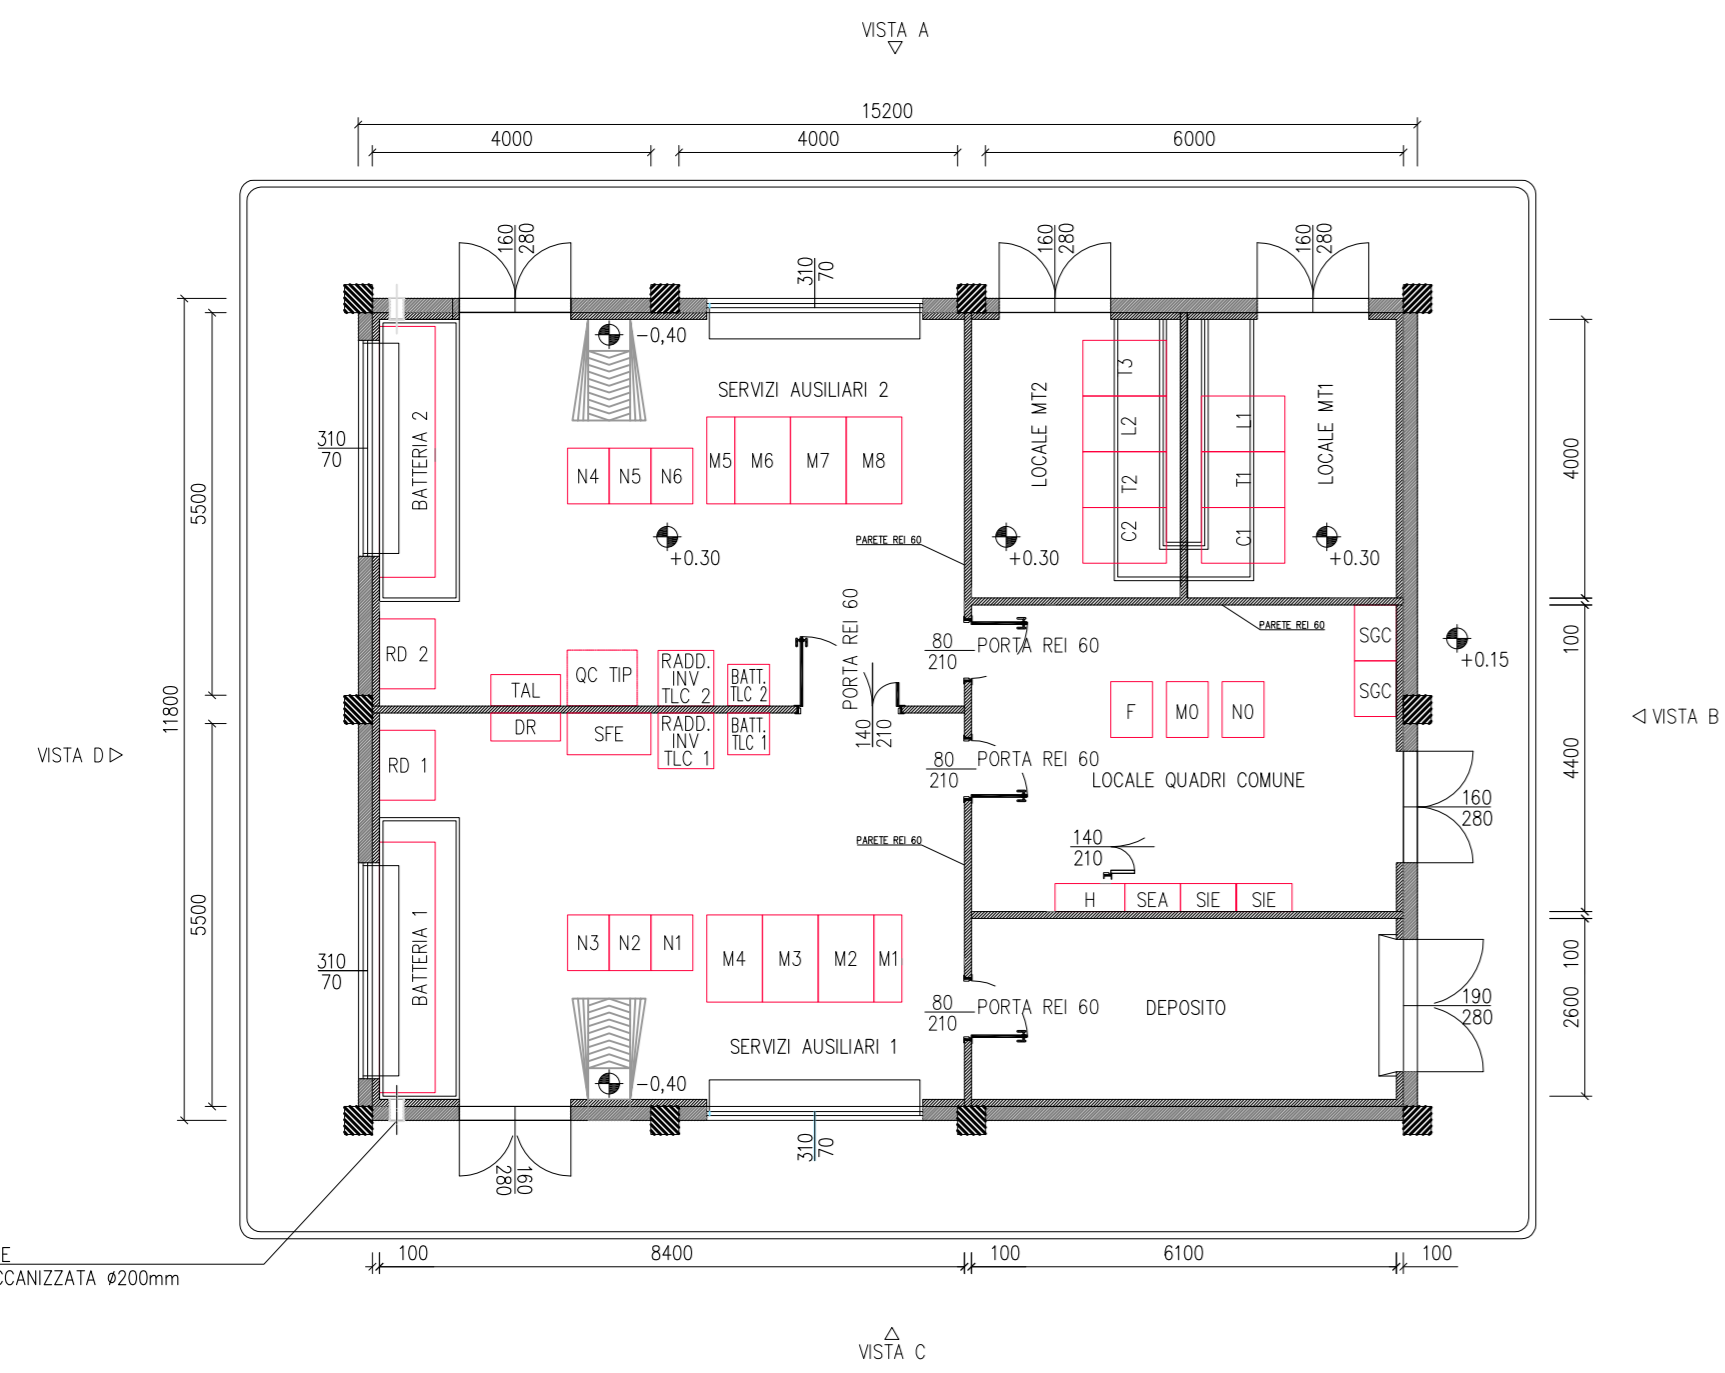 VISTA A
15200
4000
4000
6000
160
280
310
70
160
280
160
280
-0,40
SERVIZI AUSILIARI 2
BATTERIA 2
310
70
5500
N4
N5
N6
M5
M6
M7
M8
LOCALE MT2
T3
L2
T2
C2
L1
T1
C1
LOCALE MT1
4000
+0.30
PARETE REI 60
+0.30
+0.30
PORTA REI 60
80
210
PORTA REI 60
PARETE REI 60
SGC
SGC
+0.15
100
RD 2
TAL
QC TIP
RADD.
INV
TLC 2
BATT.
TLC 2
11800
DR
SFE
RADD.
INV
TLC 1
BATT.
TLC 1
140
210
F
M0
N0
VISTA B
VISTA D
RD 1
80
210
PORTA REI 60
LOCALE QUADRI COMUNE
4400
160
280
PARETE REI 60
140
210
H
SEA
SIE
SIE
5500
BATTERIA 1
310
70
N3
N2
N1
M4
M3
M2
M1
100
2600
80
210
PORTA REI 60
DEPOSITO
190
280
SERVIZI AUSILIARI 1
-0,40
310
70
160
280
E
CCANIZZATA Ø200mm
100
8400
100
6100
100
VISTA C